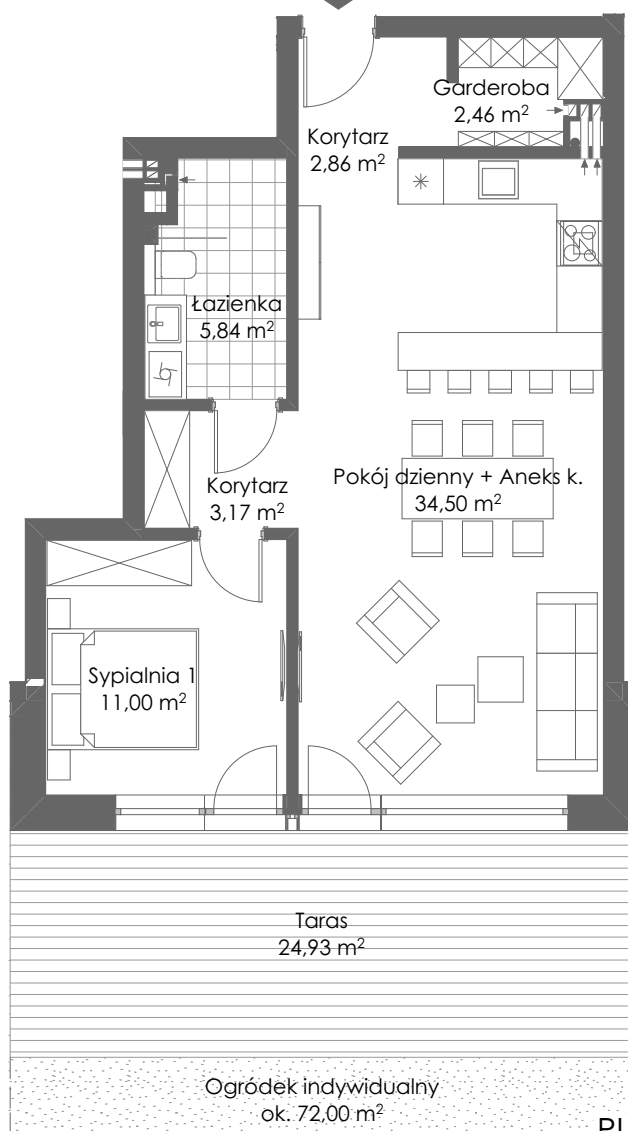 Garderoba
2,46 m²
Korytarz
2,86 m²
Łazienka
5,84 m²
Korytarz
3,17 m²
Pokój dzienny + Aneks k.
34,50 m²
Sypialnia 1
11,00 m²
Taras
24,93 m²
Ogródek indywidualny
ok. 72,00 m²